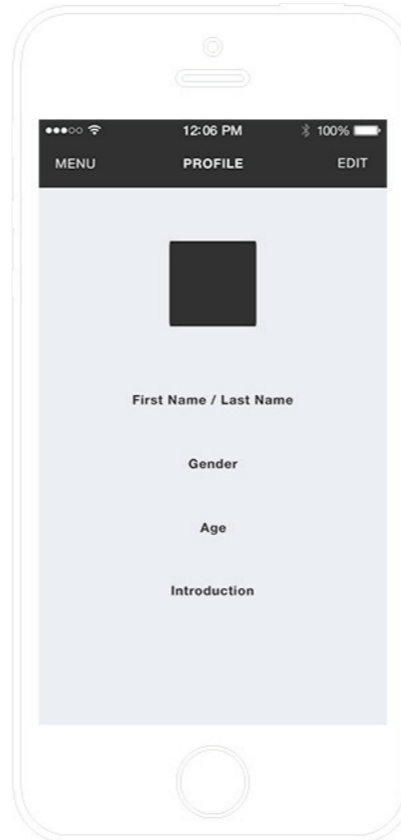 12:06 PM 100%
MENU PROFILE EDIT
First Name / Last Name
Gender
Age
Introduction